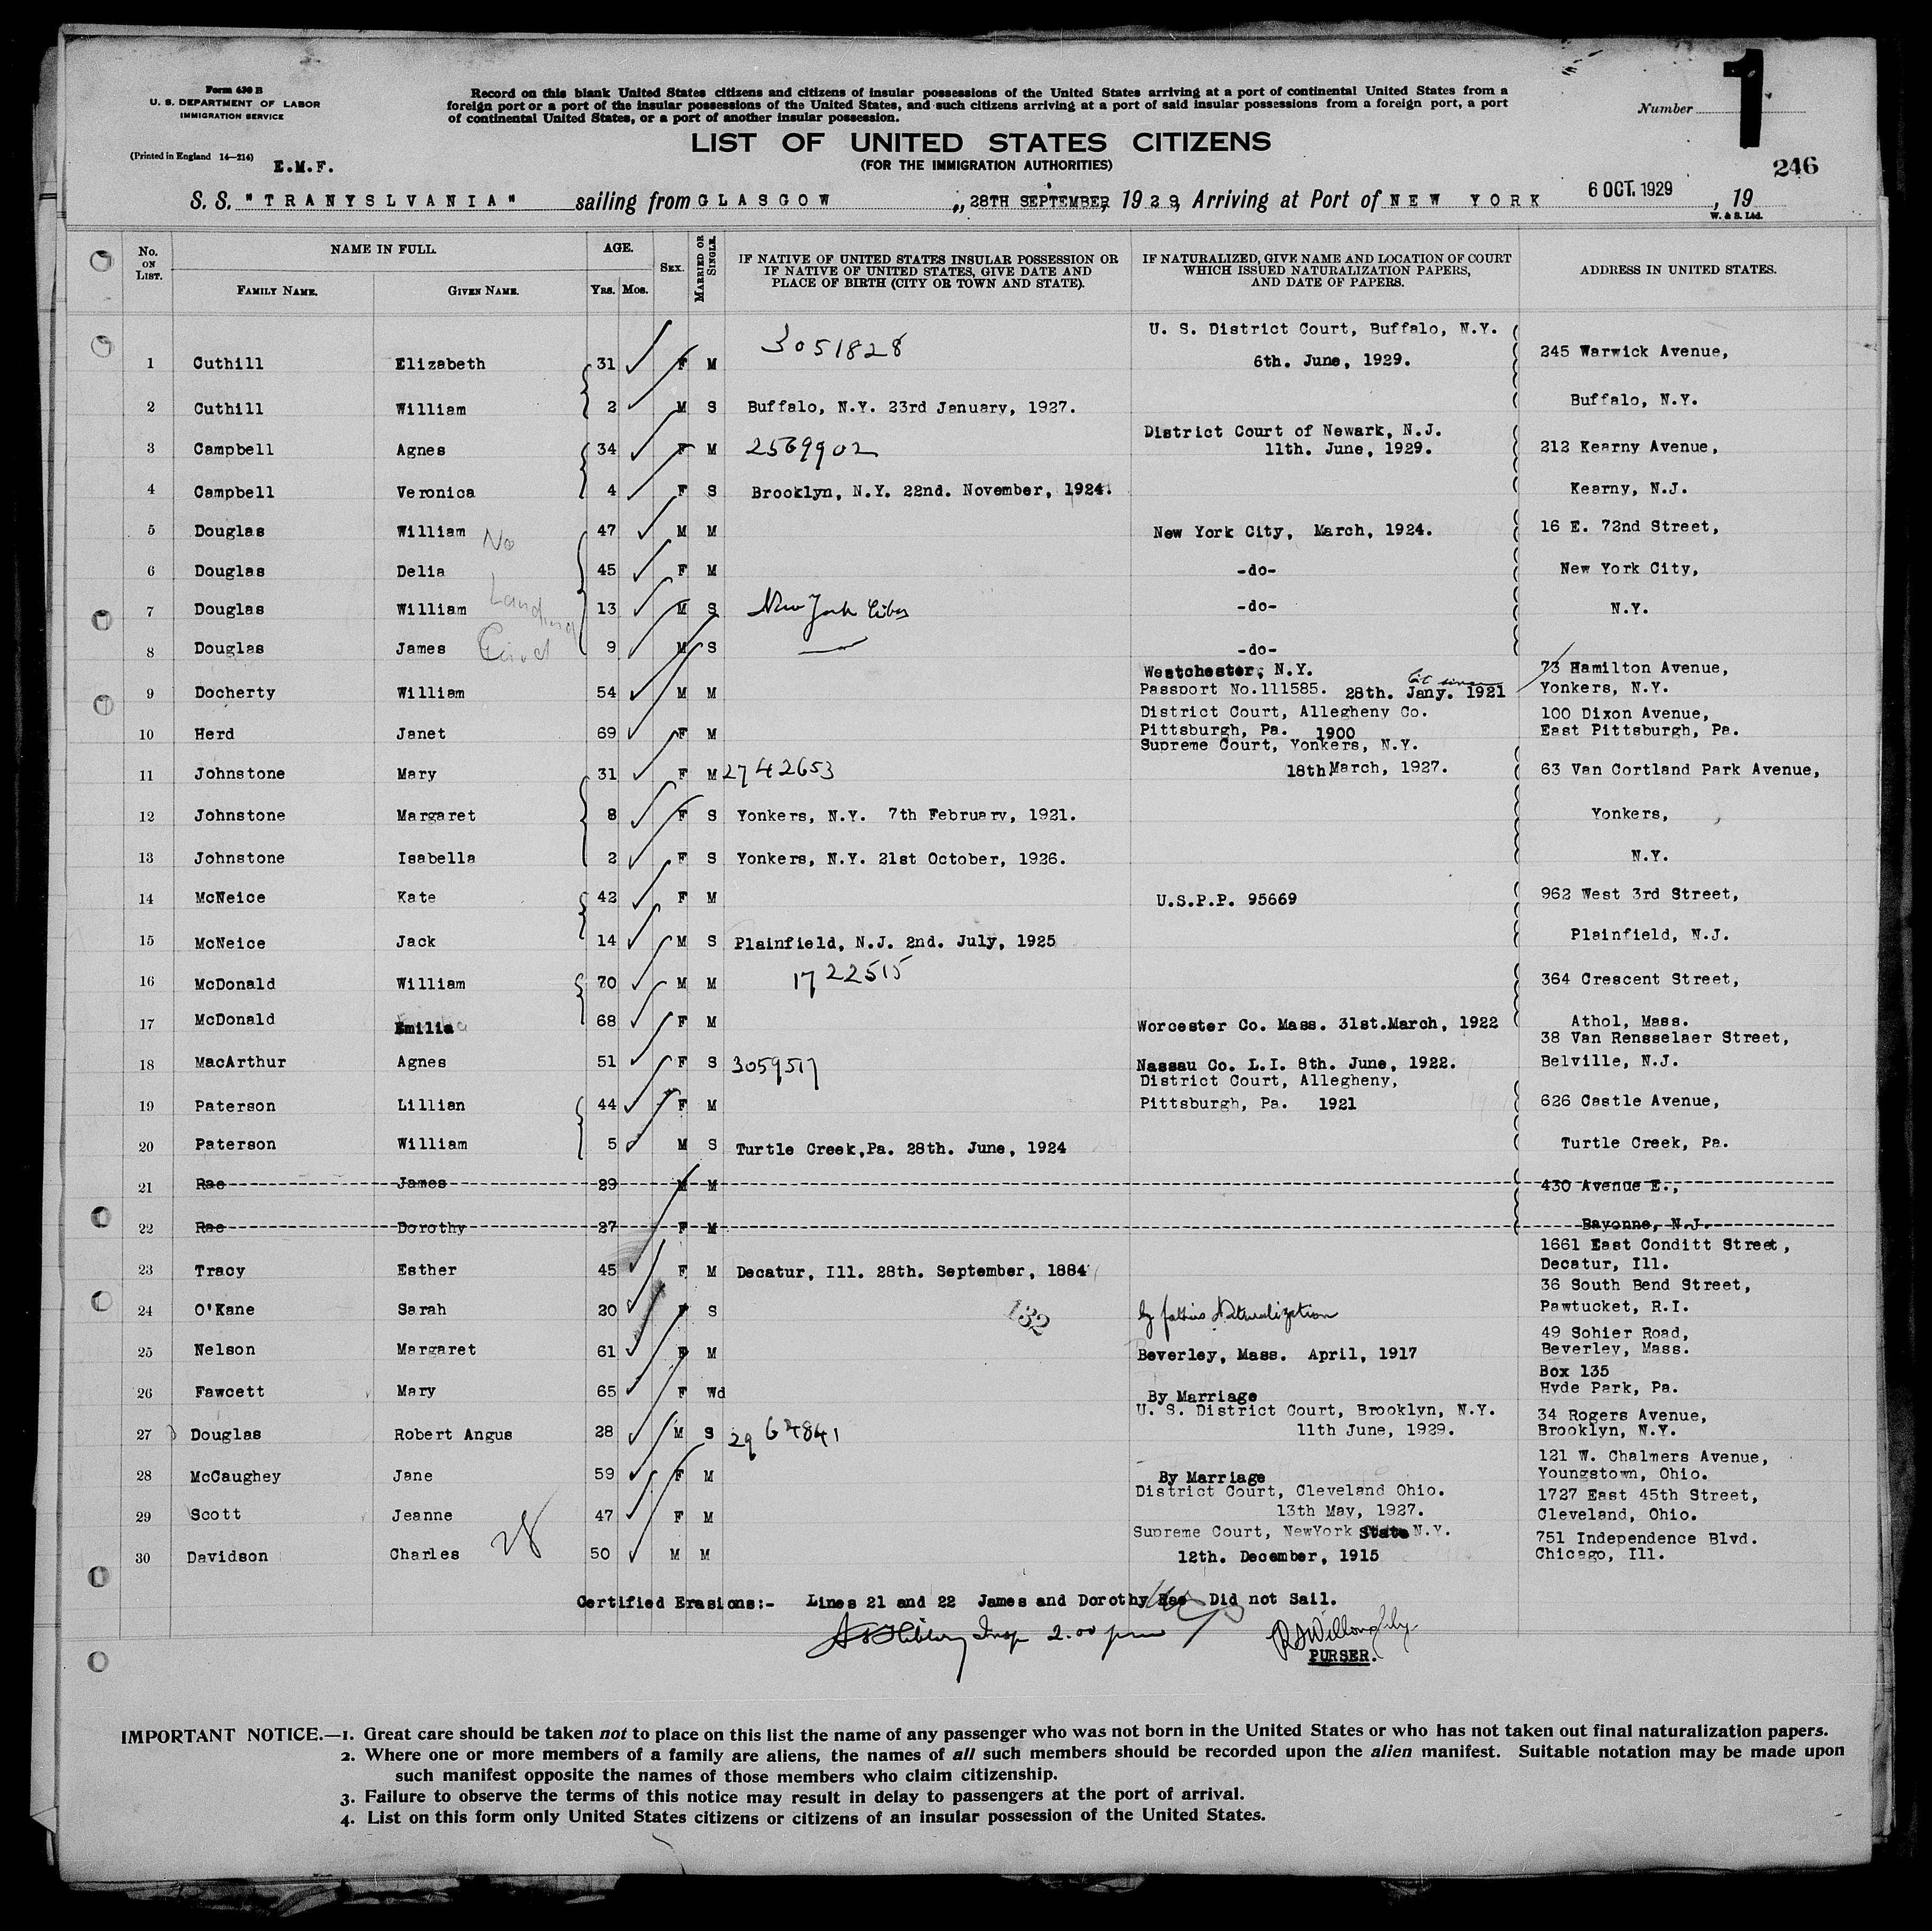 Form 630 B
U. S. DEPARTMENT OF LABOR
IMMIGRATION SERVICE
(Printed in England 14—214)
E.M.F.
Record on this blank United States citizens and citizens of insular possessions of the United States arriving at a port of continental United States from a
foreign port or a port of the insular possessions of the United States, and such citizens arriving at a port of said insular possessions from a foreign port, a port
of continental United States, or a port of another insular possession.
Number 1
LIST OF UNITED STATES CITIZENS
(FOR THE IMMIGRATION AUTHORITIES)
246
S. S. "TRANYSLVANIA" sailing from GLASGOW, 28TH SEPTEMBER, 1929, Arriving at Port of NEW YORK 6 OCT. 1929, 19
W. & S. Ltd.
No. ON LIST. NAME IN FULL. AGE. SEX. MARRIED OR SINGLE. IF NATIVE OF UNITED STATES INSULAR POSSESSION OR IF NATIVE OF UNITED STATES, GIVE DATE AND PLACE OF BIRTH (CITY OR TOWN AND STATE). IF NATURALIZED, GIVE NAME AND LOCATION OF COURT WHICH ISSUED NATURALIZATION PAPERS, AND DATE OF PAPERS. ADDRESS IN UNITED STATES.
FAMILY NAME. GIVEN NAME. YRS. MOS.
1 Cuthill Elizabeth 31 F M 3051828 U. S. District Court, Buffalo, N.Y. 6th. June, 1929. 245 Warwick Avenue,
2 Cuthill William 2 M S Buffalo, N.Y. 23rd January, 1927. Buffalo, N.Y.
3 Campbell Agnes 34 F M 2569902 District Court of Newark, N.J. 11th. June, 1929. 212 Kearny Avenue,
4 Campbell Veronica 4 F S Brooklyn, N.Y. 22nd. November, 1924. Kearny, N.J.
5 Douglas William No 47 M M New York City, March, 1924. 16 E. 72nd Street,
6 Douglas Delia 45 F M -do- New York City,
7 Douglas William Landing 13 M S New York -do- N.Y.
8 Douglas James Card 9 M S -do-
9 Docherty William 54 M M Westchester, N.Y. Passport No.111585. 28th. Jany. 1921 73 Hamilton Avenue, Yonkers, N.Y.
10 Herd Janet 69 F M District Court, Allegheny Co. Pittsburgh, Pa. 1900 100 Dixon Avenue, East Pittsburgh, Pa.
11 Johnstone Mary 31 F M 2742653 Supreme Court, Yonkers, N.Y. 18th March, 1927. 63 Van Cortland Park Avenue,
12 Johnstone Margaret 8 F S Yonkers, N.Y. 7th February, 1921. Yonkers,
13 Johnstone Isabella 2 F S Yonkers, N.Y. 21st October, 1926. N.Y.
14 McNeice Kate 42 F M U.S.P.P. 95669 962 West 3rd Street,
15 McNeice Jack 14 M S Plainfield, N.J. 2nd. July, 1925 Plainfield, N.J.
16 McDonald William 70 M M 1722515 364 Crescent Street,
17 McDonald Emilia 68 F M Worcester Co. Mass. 31st.March, 1922 Athol, Mass.
18 MacArthur Agnes 51 F S 3059517 Nassau Co. L.I. 8th. June, 1922. 38 Van Rensselaer Street, Belville, N.J.
19 Paterson Lillian 44 F M District Court, Allegheny, Pittsburgh, Pa. 1921 626 Castle Avenue,
20 Paterson William 5 M S Turtle Creek,Pa. 28th. June, 1924 Turtle Creek, Pa.
21 Rae James 29 M M 430 Avenue E.,
22 Rae Dorothy 27 F M Bayonne, N.J.
23 Tracy Esther 45 F M Decatur, Ill. 28th. September, 1884 1661 East Conditt Street, Decatur, Ill.
24 O'Kane Sarah 20 F S 132 by fathers Naturalization 36 South Bend Street, Pawtucket, R.I.
25 Nelson Margaret 61 F M Beverley, Mass. April, 1917 49 Sohier Road, Beverley, Mass.
26 Fawcett Mary 65 F Wd By Marriage Box 135 Hyde Park, Pa.
27 Douglas Robert Angus 28 M S 2967841 U. S. District Court, Brooklyn, N.Y. 11th June, 1929. 34 Rogers Avenue, Brooklyn, N.Y.
28 McCaughey Jane 59 F M By Marriage 121 W. Chalmers Avenue, Youngstown, Ohio.
29 Scott Jeanne 47 F M District Court, Cleveland Ohio. 13th May, 1927. 1727 East 45th Street, Cleveland, Ohio.
30 Davidson Charles 28 50 M M Supreme Court, NewYork State N.Y. 12th. December, 1915 751 Independence Blvd. Chicago, Ill.
Certified Erasions:- Lines 21 and 22 James and Dorothy Rae Did not Sail.
Insp 2.00 pm
R Willoughby
PURSER.
IMPORTANT NOTICE.—1. Great care should be taken not to place on this list the name of any passenger who was not born in the United States or who has not taken out final naturalization papers.
2. Where one or more members of a family are aliens, the names of all such members should be recorded upon the alien manifest. Suitable notation may be made upon
such manifest opposite the names of those members who claim citizenship.
3. Failure to observe the terms of this notice may result in delay to passengers at the port of arrival.
4. List on this form only United States citizens or citizens of an insular possession of the United States.